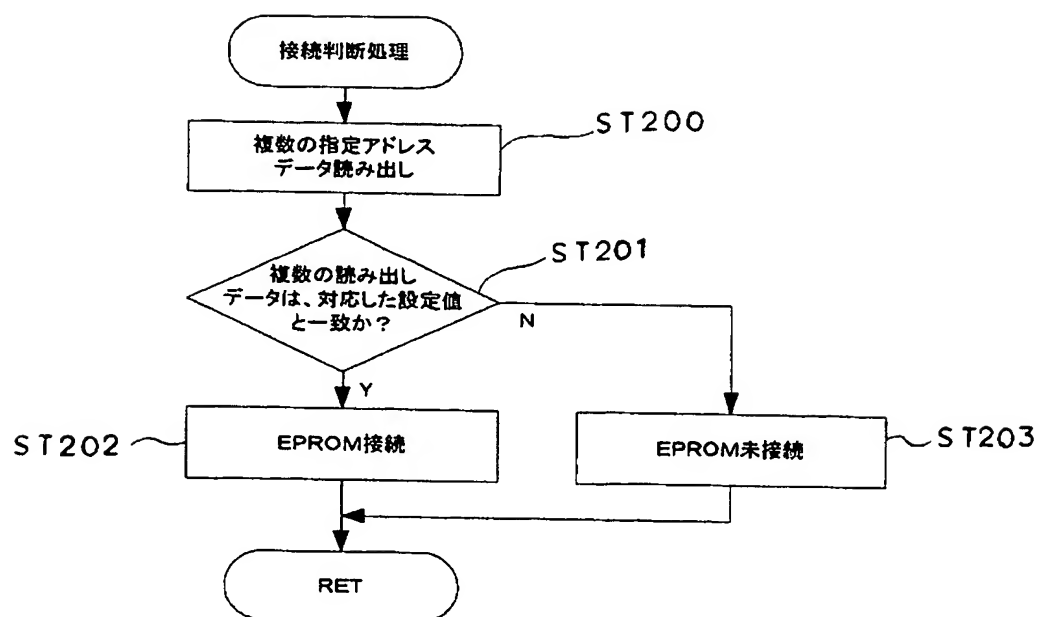 接続判断処理
複数の指定アドレス
データ読み出し
ST200
複数の読み出し
データは、対応した設定値
と一致か?
ST201
N
Y
EPROM接続
ST202
EPROM未接続
ST203
RET